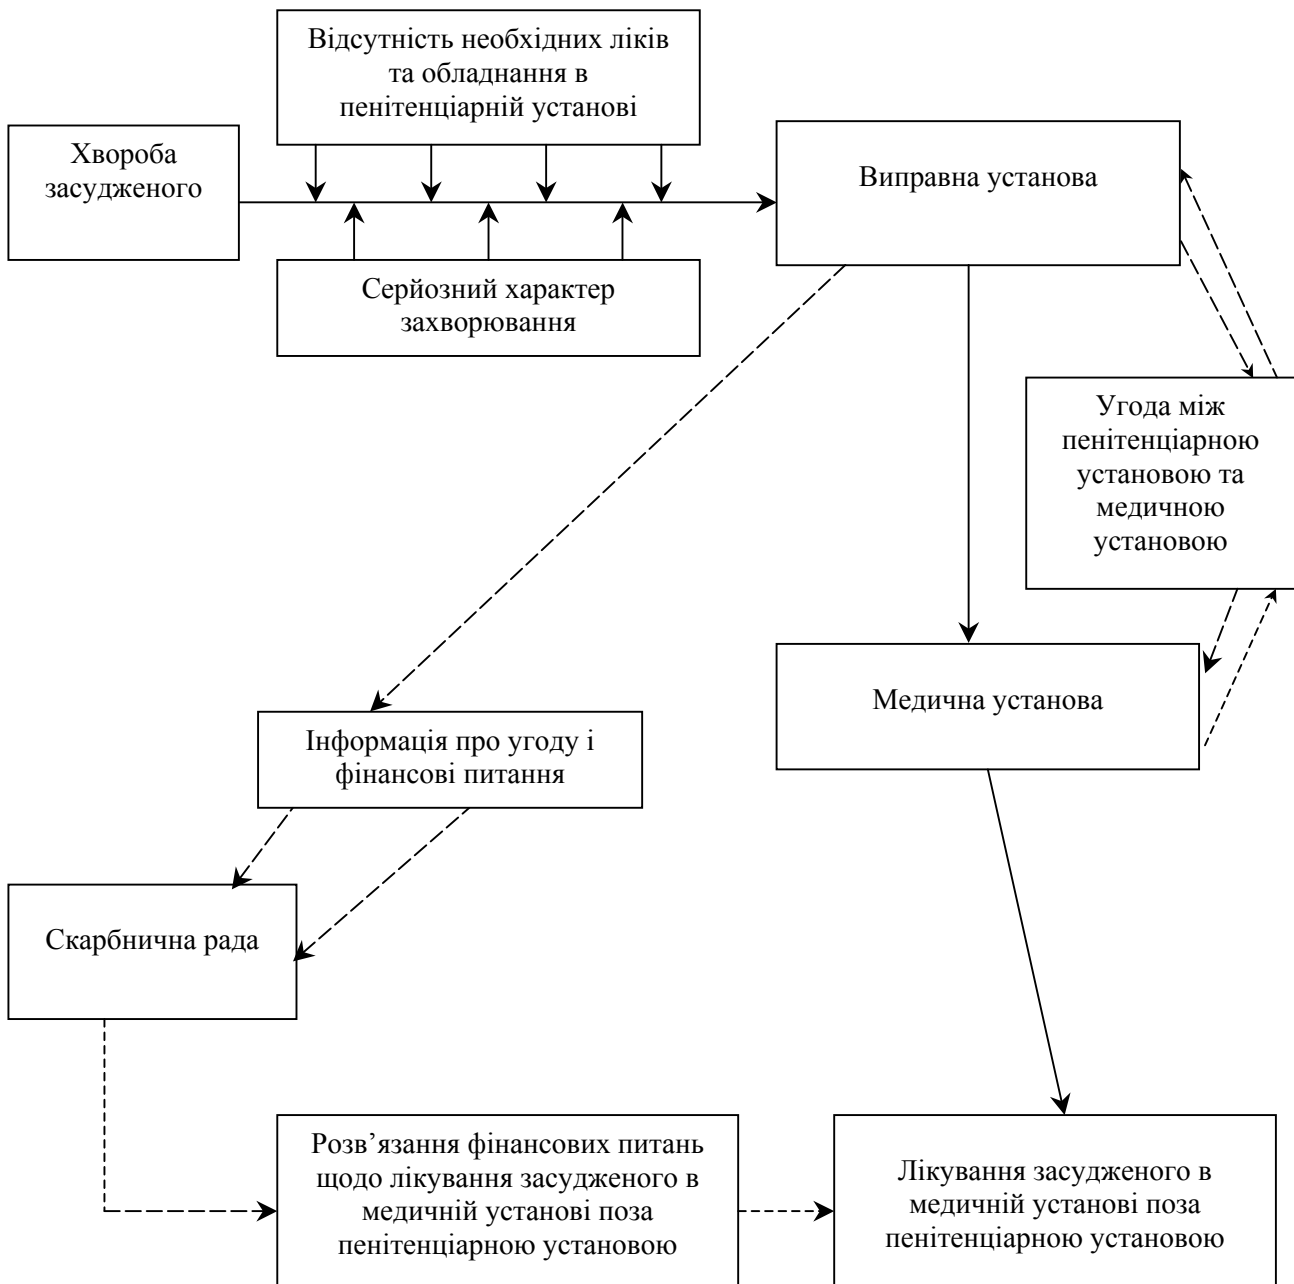 Відсутність необхідних ліків
та обладнання в
пенітенціарній установі
Хвороба
засудженого
Виправна установа
Серйозний характер
захворювання
Угода між
пенітенціарною
установою та
медичною
установою
Медична установа
Інформація про угоду і
фінансові питання
Скарбнична рада
Розв’язання фінансових питань
щодо лікування засудженого в
медичній установі поза
пенітенціарною установою
Лікування засудженого в
медичній установі поза
пенітенціарною установою